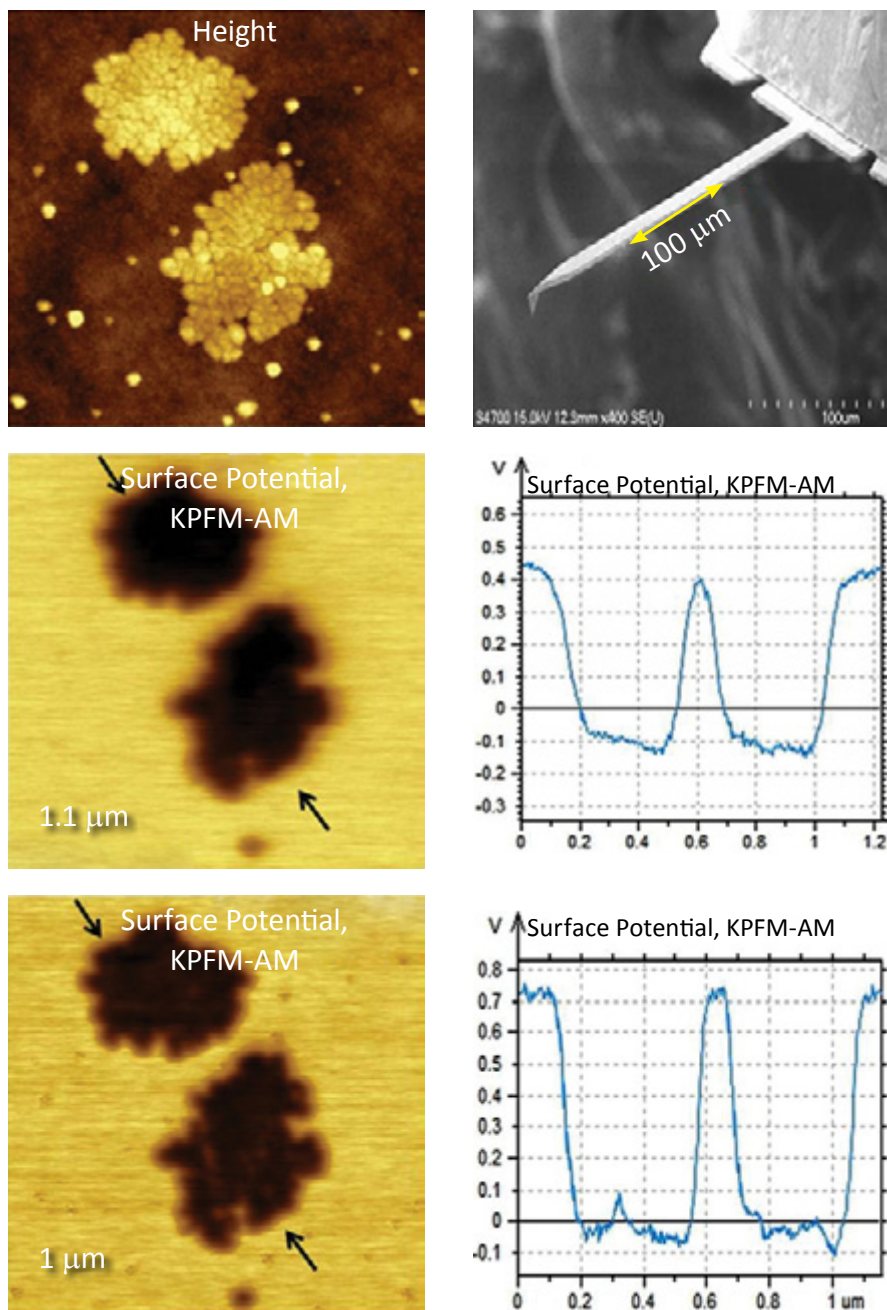 Height
100 µm
34700 15.0kV 12.3mm x400 SE(U)
100um
Surface Potential,
KPFM-AM
1.1 µm
V
Surface Potential, KPFM-AM
0.6
0.5
0.4
0.3
0.2
0.1
0
-0.1
-0.2
-0.3
0 0.2 0.4 0.6 0.8 1 1.2
Surface Potential,
KPFM-AM
1 µm
V
Surface Potential, KPFM-AM
0.8
0.7
0.6
0.5
0.4
0.3
0.2
0.1
0
-0.1
0 0.2 0.4 0.6 0.8 1 um